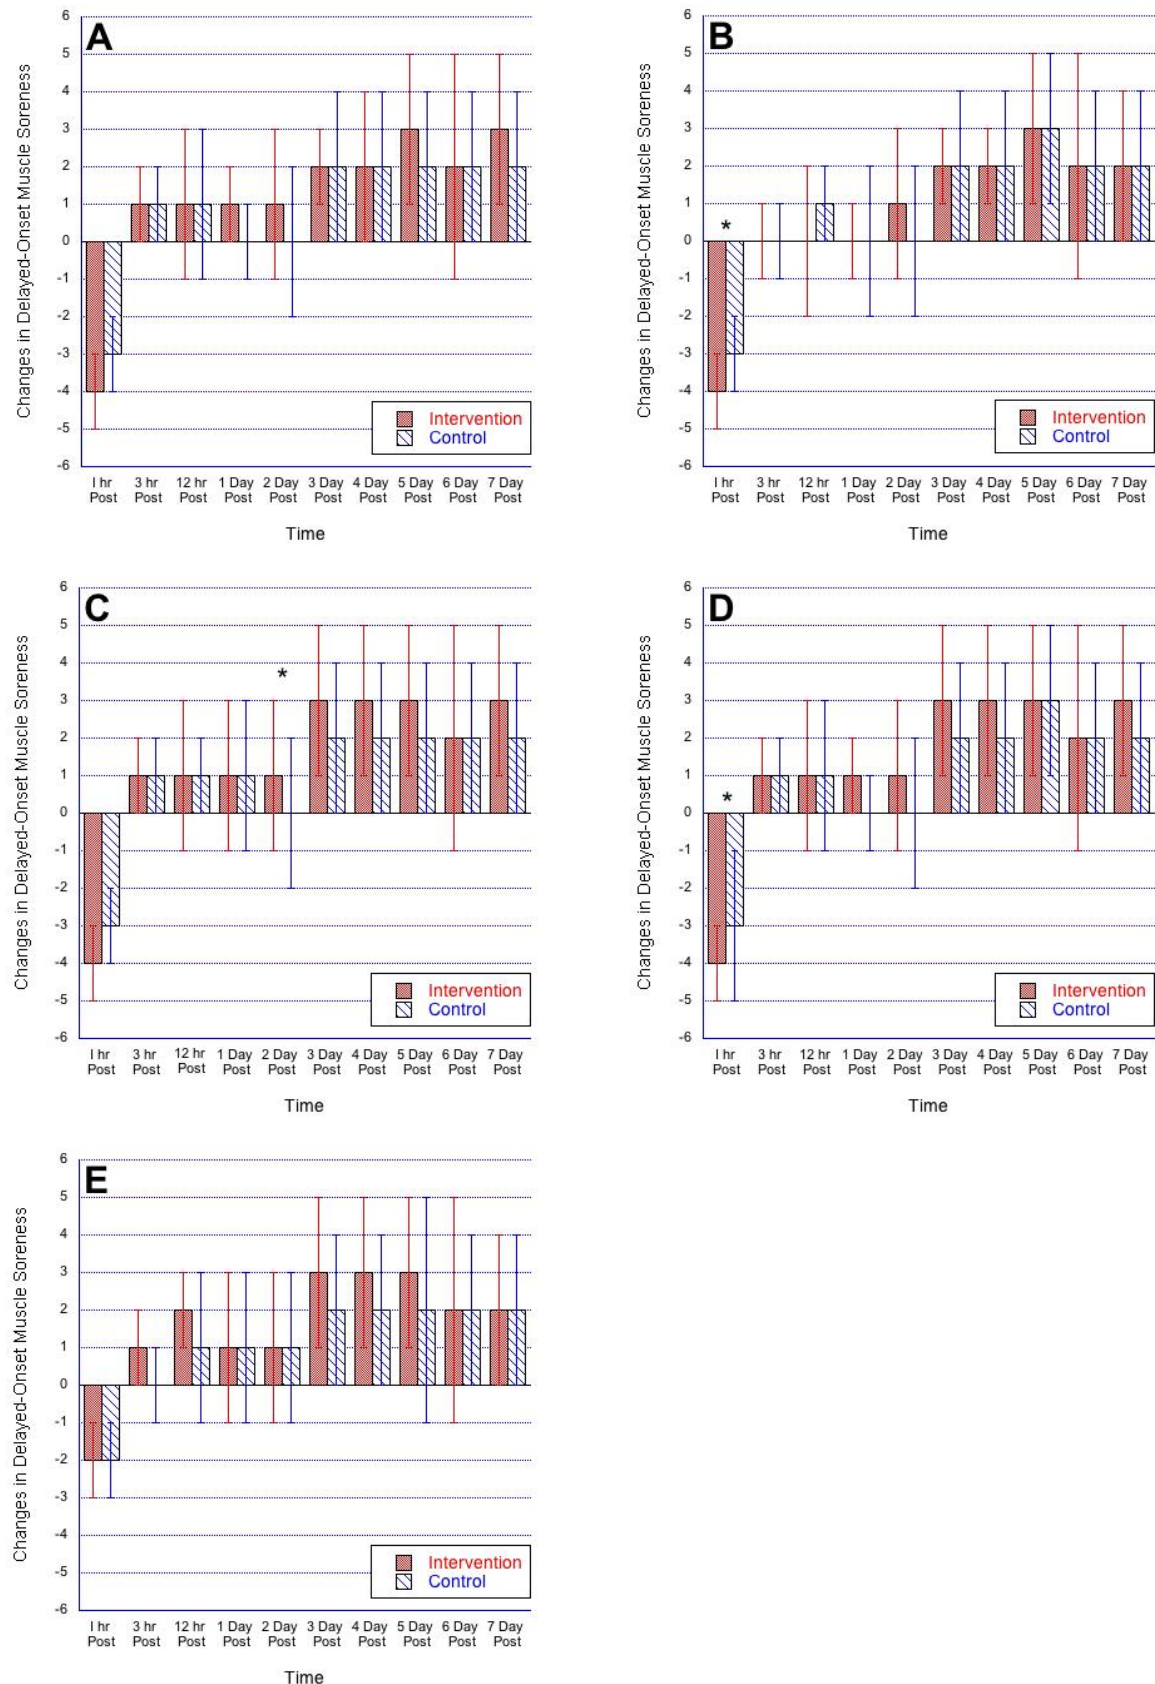 A
Changes in Delayed-Onset Muscle Soreness
6
5
4
3
2
1
0
-1
-2
-3
-4
-5
-6
Intervention
Control
I hr 3 hr 12 hr 1 Day 2 Day 3 Day 4 Day 5 Day 6 Day 7 Day
Post Post Post Post Post Post Post Post Post Post
Time
B
Changes in Delayed-Onset Muscle Soreness
6
5
4
3
2
1
0
-1
-2
-3
-4
-5
-6
*
Intervention
Control
I hr 3 hr 12 hr 1 Day 2 Day 3 Day 4 Day 5 Day 6 Day 7 Day
Post Post Post Post Post Post Post Post Post Post
Time
C
Changes in Delayed-Onset Muscle Soreness
6
5
4
3
2
1
0
-1
-2
-3
-4
-5
-6
*
Intervention
Control
I hr 3 hr 12 hr 1 Day 2 Day 3 Day 4 Day 5 Day 6 Day 7 Day
Post Post Post Post Post Post Post Post Post Post
Time
D
Changes in Delayed-Onset Muscle Soreness
6
5
4
3
2
1
0
-1
-2
-3
-4
-5
-6
*
Intervention
Control
I hr 3 hr 12 hr 1 Day 2 Day 3 Day 4 Day 5 Day 6 Day 7 Day
Post Post Post Post Post Post Post Post Post Post
Time
E
Changes in Delayed-Onset Muscle Soreness
6
5
4
3
2
1
0
-1
-2
-3
-4
-5
-6
Intervention
Control
I hr 3 hr 12 hr 1 Day 2 Day 3 Day 4 Day 5 Day 6 Day 7 Day
Post Post Post Post Post Post Post Post Post Post
Time